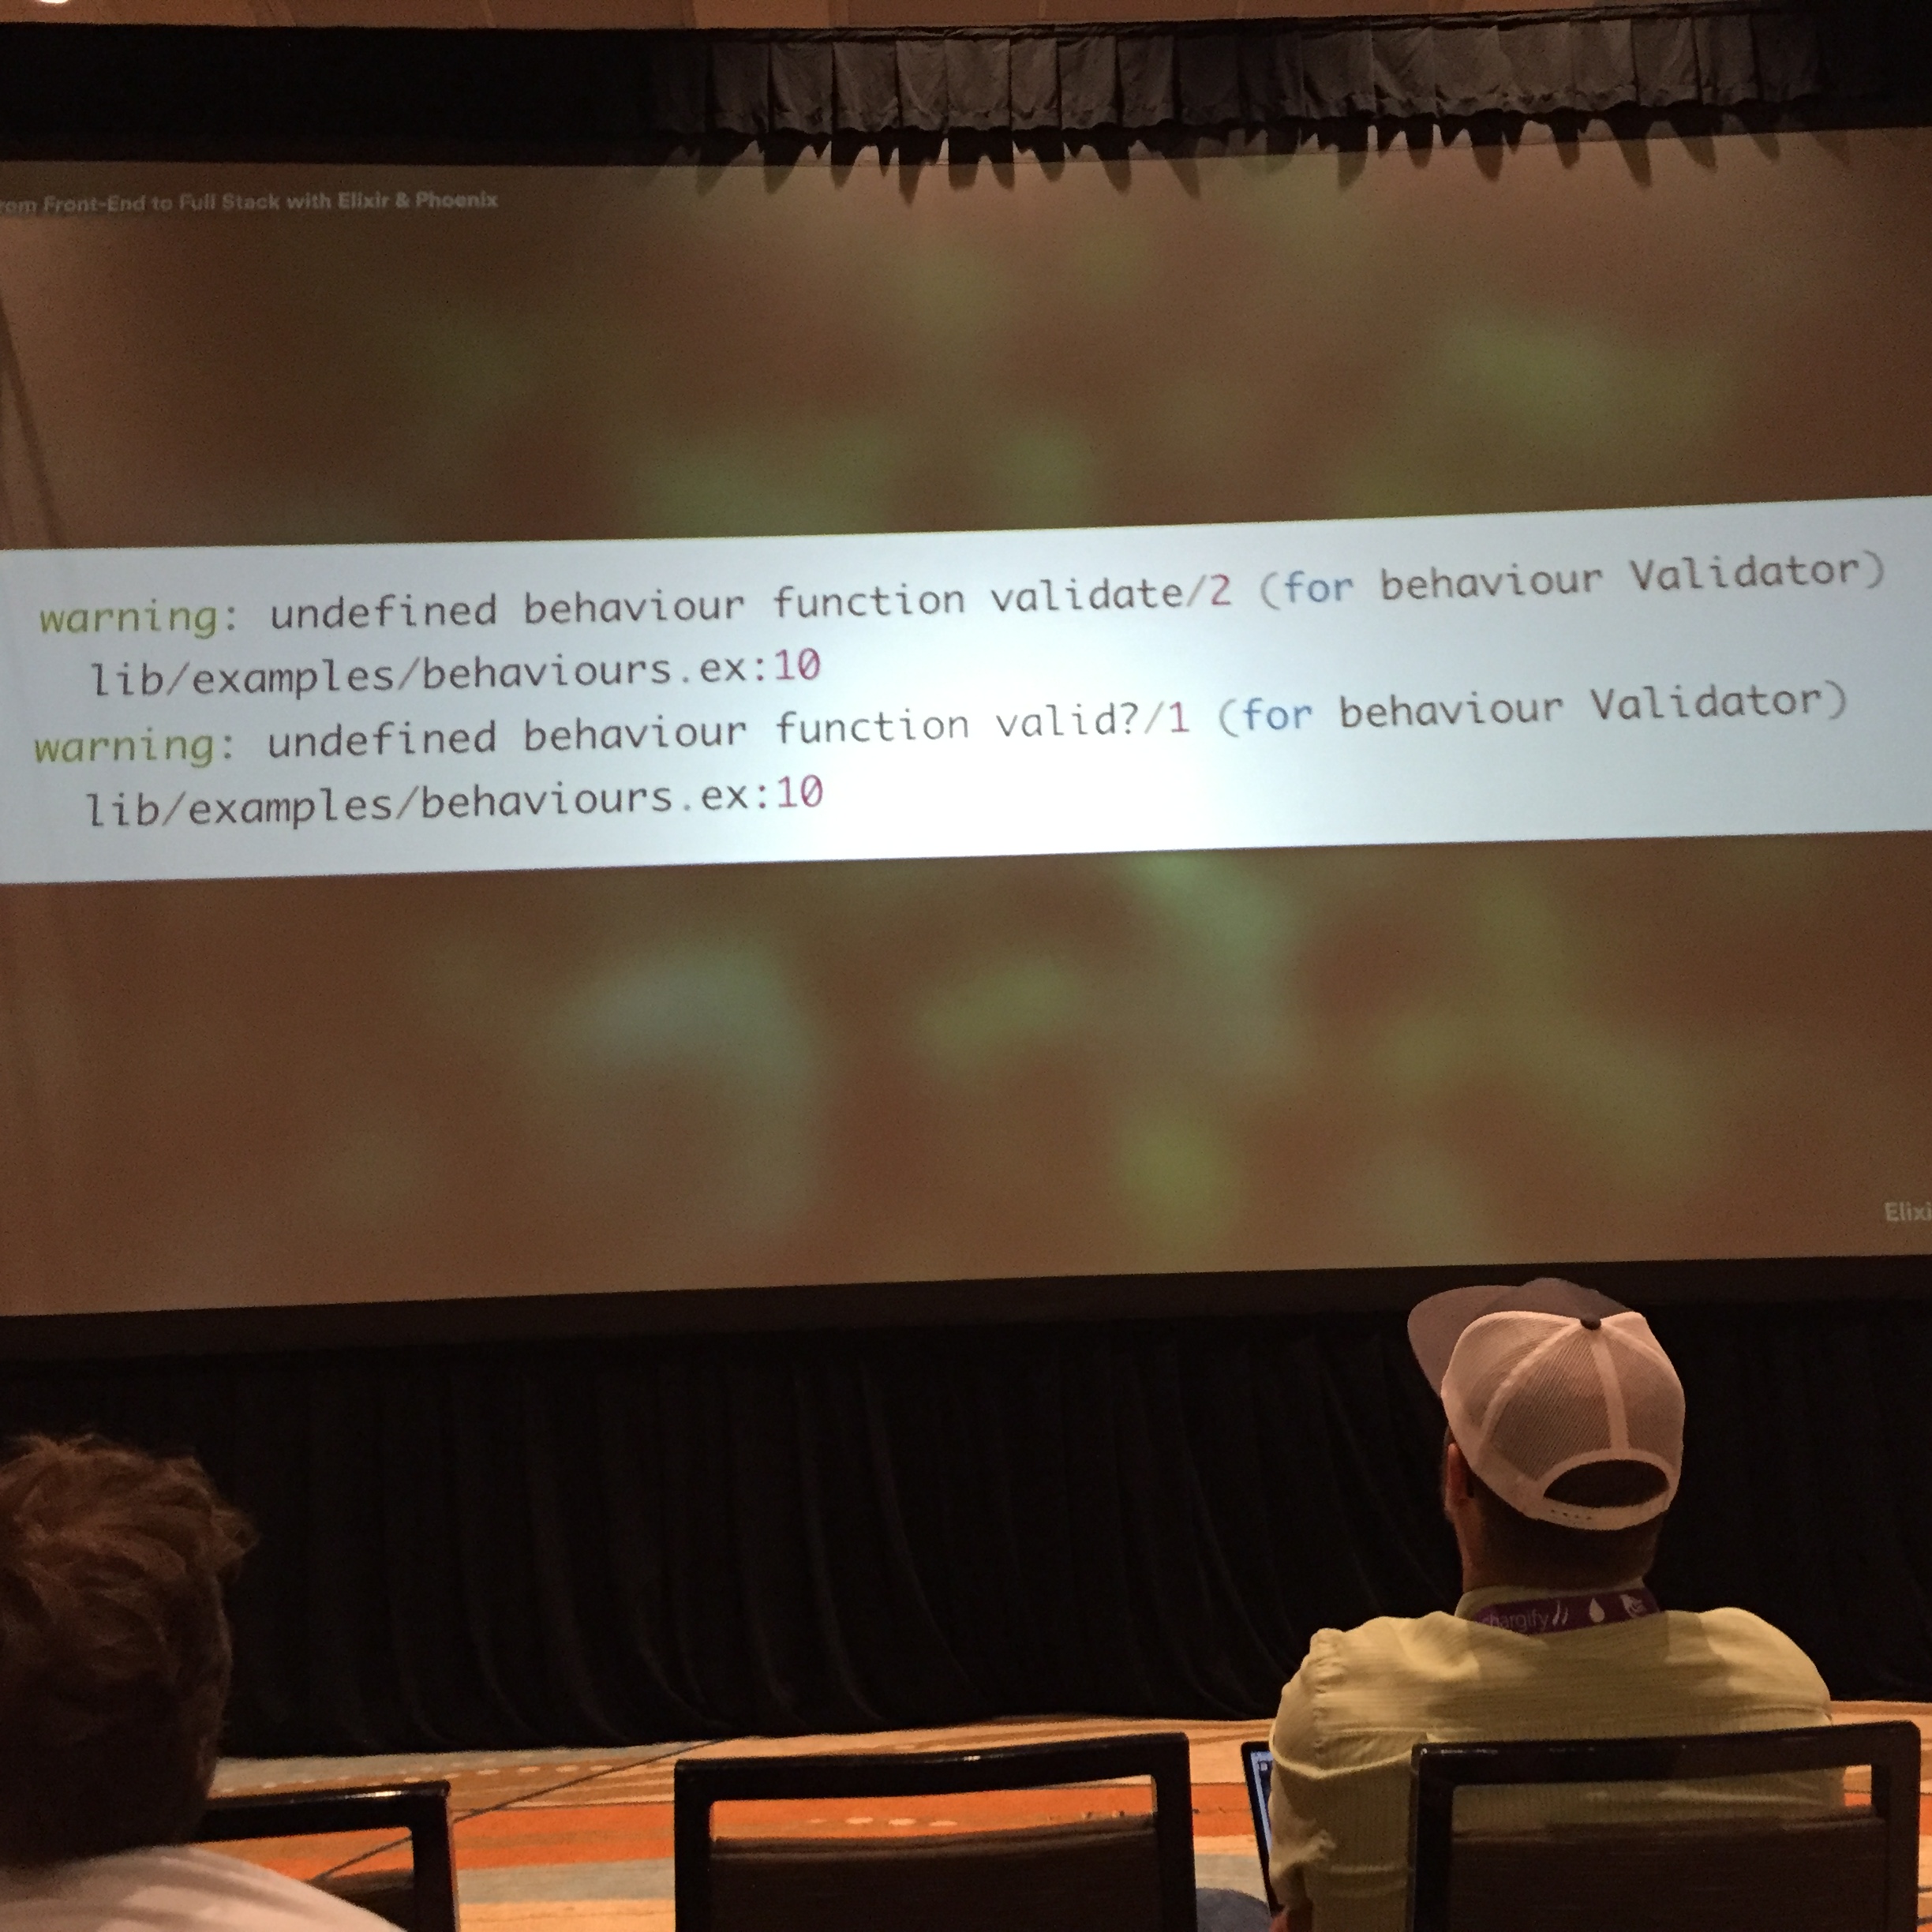 From Front-End to Full Stack with Elixir & Phoenix
warning: undefined behaviour function validate/2 (for behaviour Validator)
lib/examples/behaviours.ex:10
warning: undefined behaviour function valid?/1 (for behaviour Validator)
lib/examples/behaviours.ex:10
Elixi
chargify